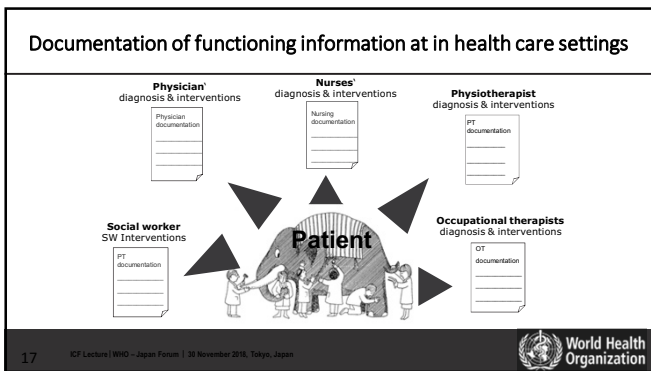 Documentation of functioning information at in health care settings
Physician`
diagnosis & interventions
Physician
documentation
Nurses`
diagnosis & interventions
Nursing
documentation
Physiotherapist
diagnosis & interventions
PT
documentation
Social worker
SW Interventions
PT
documentation
Patient
Occupational therapists
diagnosis & interventions
OT
documentation
17
ICF Lecture | WHO – Japan Forum | 30 November 2018, Tokyo, Japan
World Health
Organization